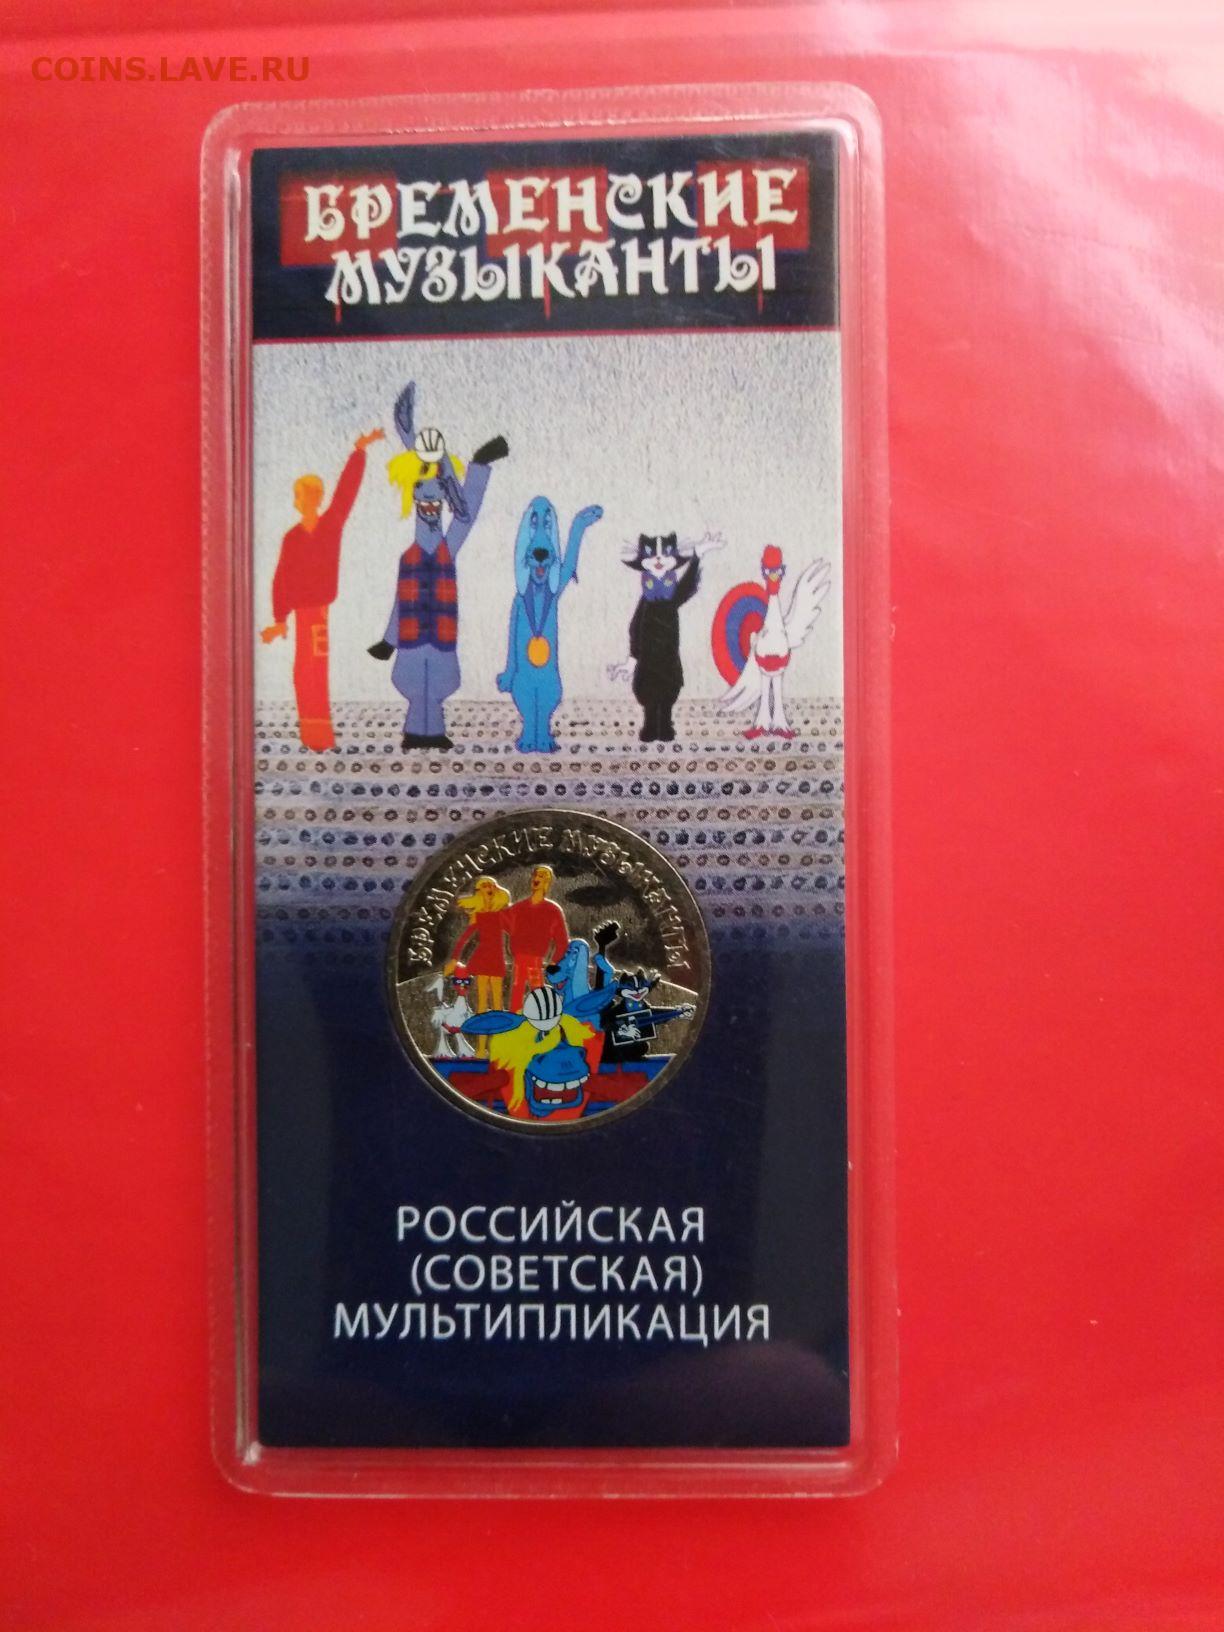 COINS.LAVE.RU
БРЕМЕНСКИЕ
МУЗЫКАНТЫ
БРЕМЕНСКИЕ МУЗЫКАНТЫ
РОССИЙСКАЯ
(СОВЕТСКАЯ)
МУЛЬТИПЛИКАЦИЯ